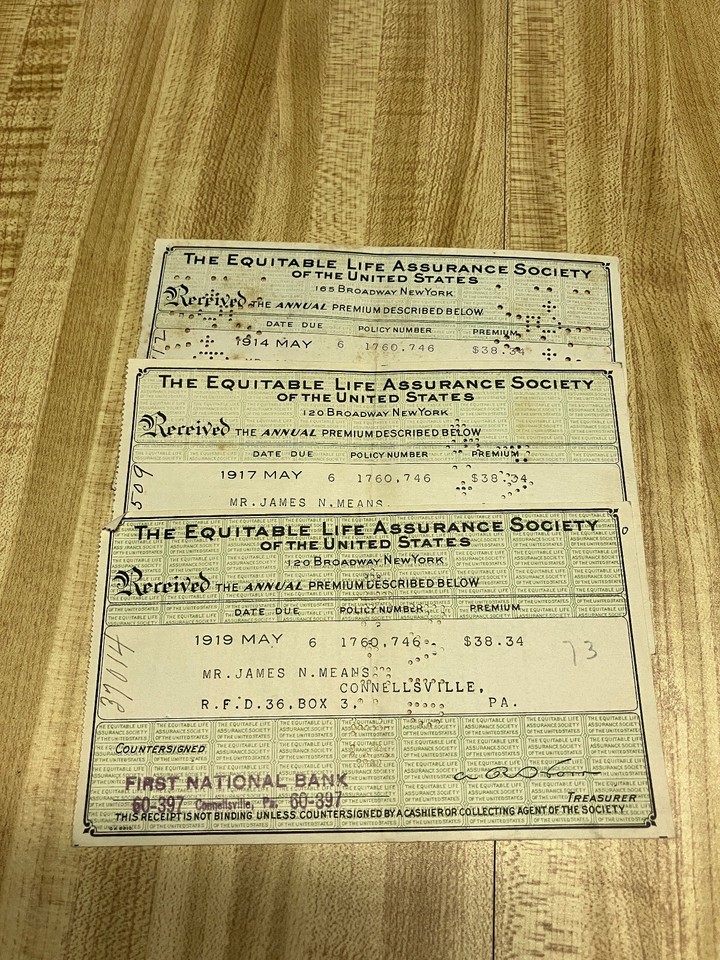 THE EQUITABLE LIFE ASSURANCE SOCIETY
OF THE UNITED STATES
165 BROADWAY NEW YORK
Received THE ANNUAL PREMIUM DESCRIBED BELOW
DATE DUE POLICY NUMBER PREMIUM
1914 MAY 6 1760,746 $38.34
THE EQUITABLE LIFE ASSURANCE SOCIETY
OF THE UNITED STATES
120 BROADWAY NEW YORK
Received THE ANNUAL PREMIUM DESCRIBED BELOW
DATE DUE POLICY NUMBER PREMIUM
1917 MAY 6 1760,746 $38.34
509
MR.JAMES N.MEANS
THE EQUITABLE LIFE ASSURANCE SOCIETY
OF THE UNITED STATES
120 BROADWAY NEW YORK
Received THE ANNUAL PREMIUM DESCRIBED BELOW
DATE DUE POLICY NUMBER PREMIUM
1919 MAY 6 1760,746 $38.34
73
37014
MR.JAMES N.MEANS
CONNELLSVILLE,
R.F.D.36,BOX 3, PA.
COUNTERSIGNED
FIRST NATIONAL BANK
60-397 Connellsville, Pa. 60-397
TREASURER
THIS RECEIPT IS NOT BINDING UNLESS COUNTERSIGNED BY A CASHIER OR COLLECTING AGENT OF THE SOCIETY